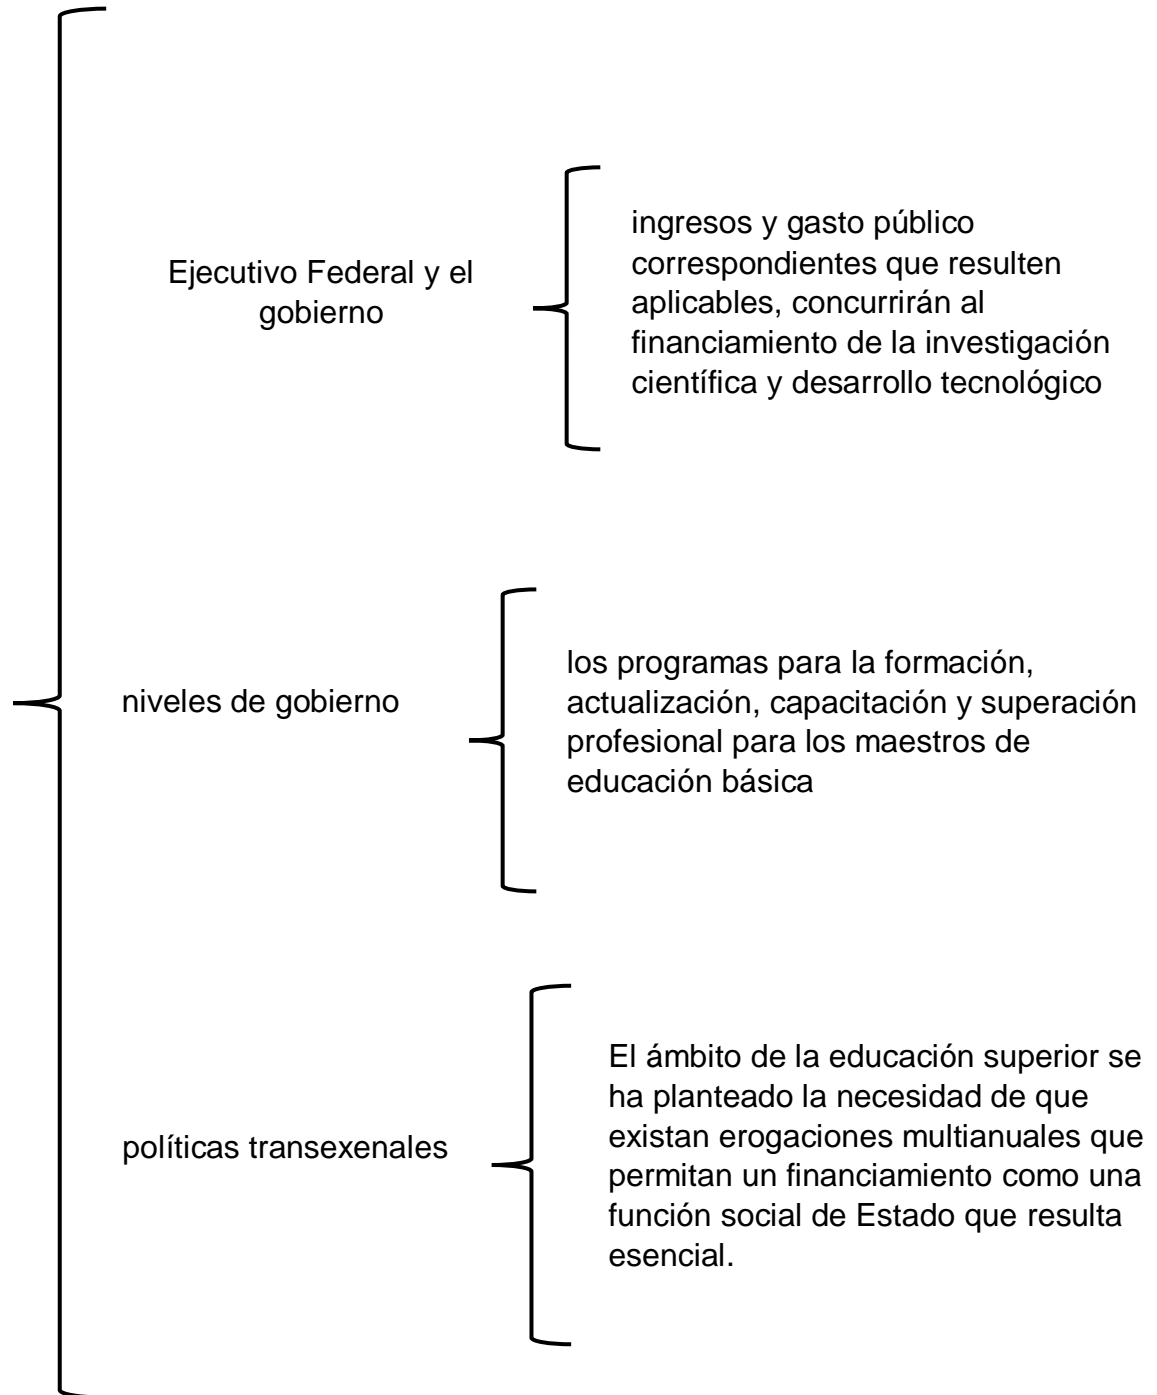 Ejecutivo Federal y el
gobierno
ingresos y gasto público
correspondientes que resulten
aplicables, concurrirán al
financiamiento de la investigación
científica y desarrollo tecnológico
niveles de gobierno
los programas para la formación,
actualización, capacitación y superación
profesional para los maestros de
educación básica
políticas transexenales
El ámbito de la educación superior se
ha planteado la necesidad de que
existan erogaciones multianuales que
permitan un financiamiento como una
función social de Estado que resulta
esencial.